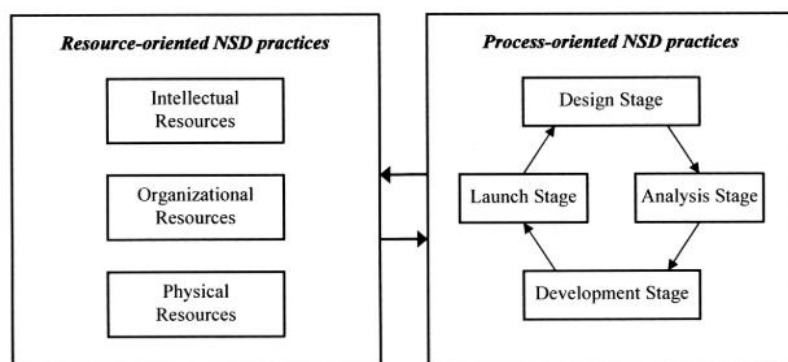 Resource-oriented NSD practices
Intellectual
Resources
Organizational
Resources
Physical
Resources
Process-oriented NSD practices
Design Stage
Launch Stage
Analysis Stage
Development Stage